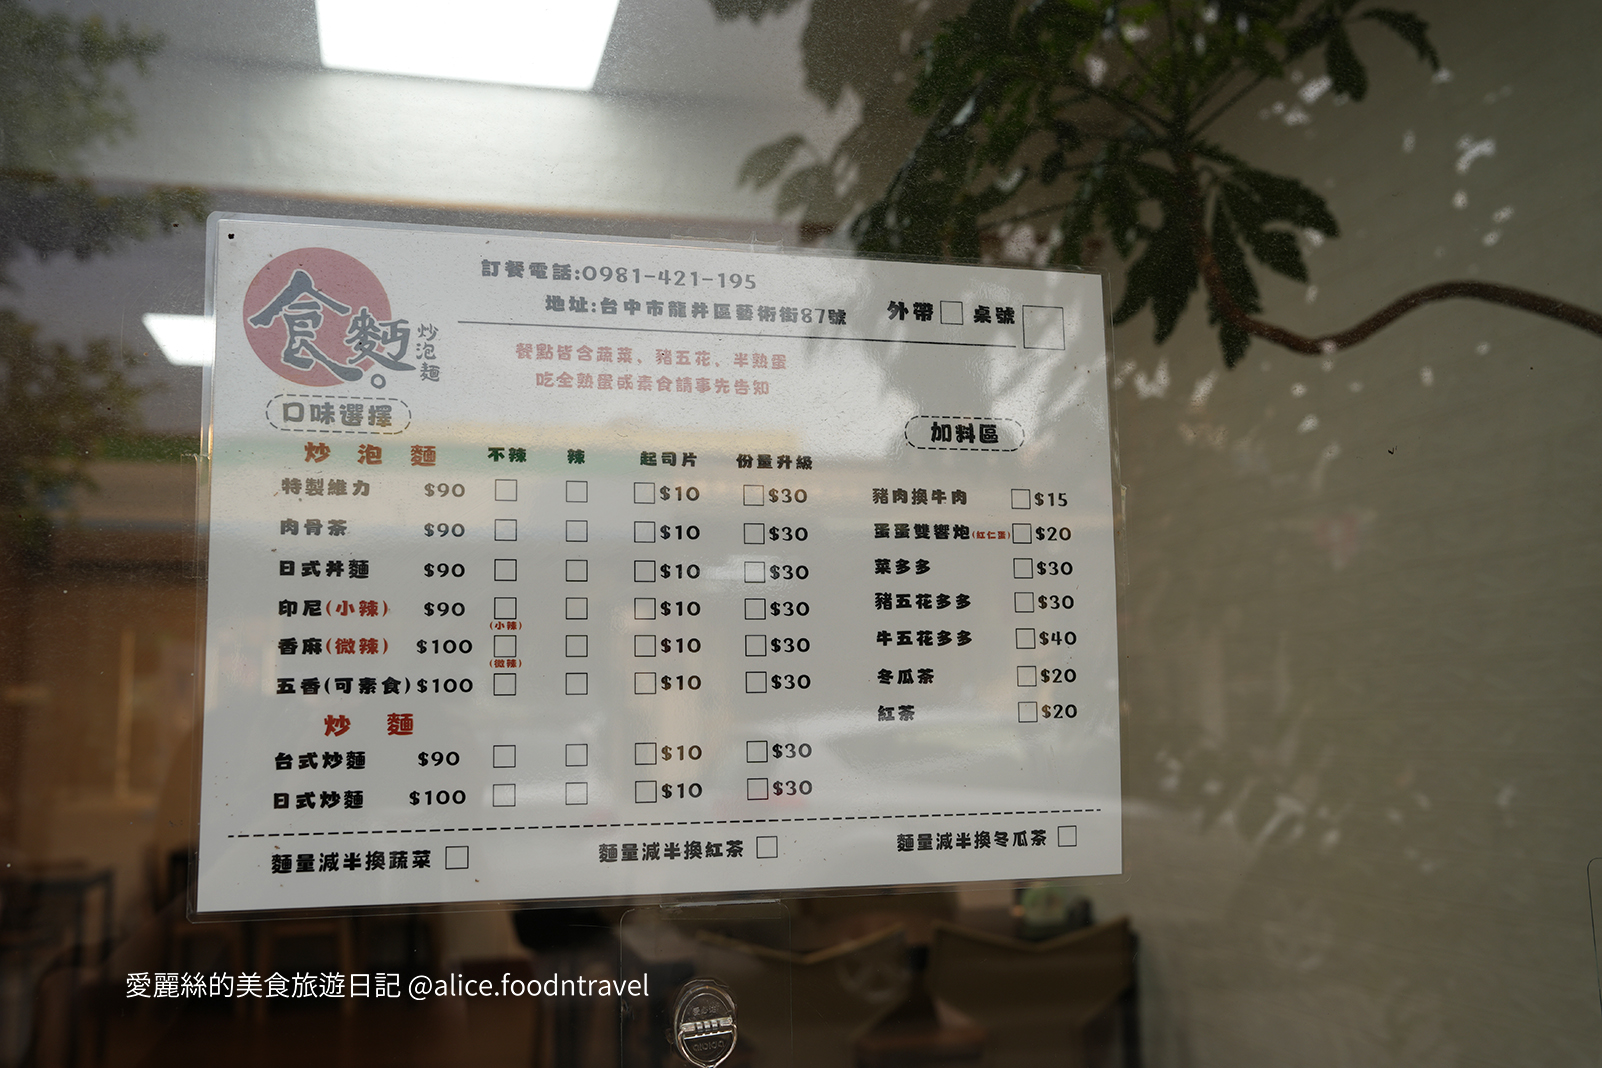 食麵。
炒泡麵
訂餐電話:0981-421-195
地址:台中市龍井區藝術街87號
外帶 桌號
餐點皆含蔬菜、豬五花、半熟蛋
吃全熟蛋或素食請事先告知
口味選擇
加料區
炒泡麵 不辣 辣 起司片 份量升級
特製維力 $90 $10 $30
肉骨茶 $90 $10 $30
日式丼麵 $90 $10 $30
印尼(小辣) $90 (小辣) $10 $30
香麻(微辣) $100 (微辣) $10 $30
五香(可素食) $100 $10 $30
炒麵
台式炒麵 $90 $10 $30
日式炒麵 $100 $10 $30
豬肉換牛肉 $15
蛋蛋雙響炮(紅仁蛋) $20
菜多多 $30
豬五花多多 $30
牛五花多多 $40
冬瓜茶 $20
紅茶 $20
麵量減半換蔬菜 麵量減半換紅茶 麵量減半換冬瓜茶
愛麗絲的美食旅遊日記 @alice.foodntravel